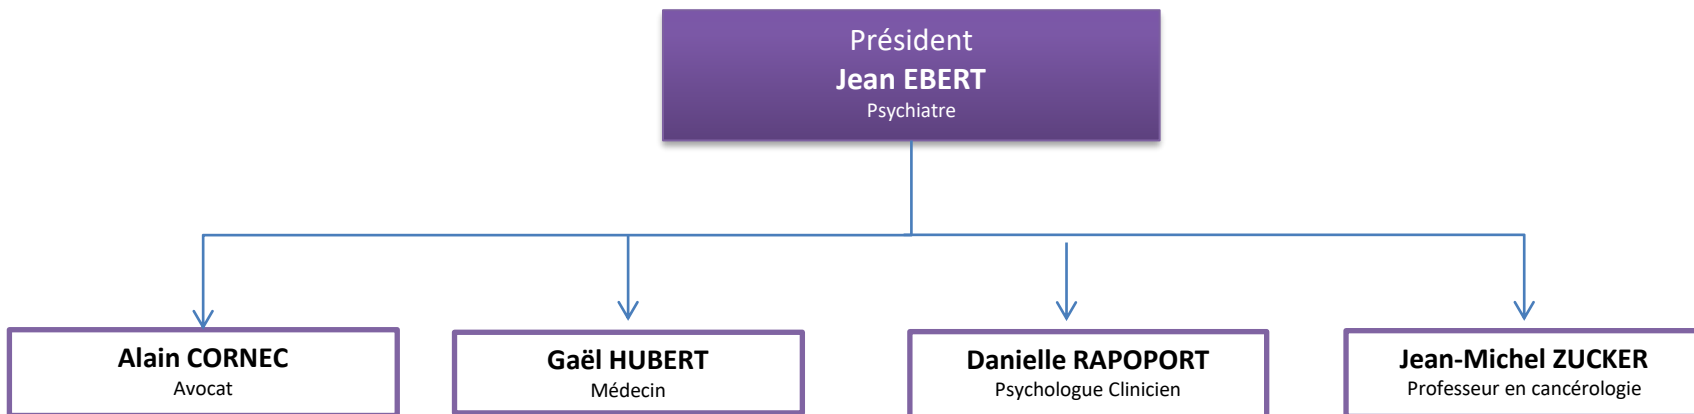 Président
Jean EBERT
Psychiatre
Alain CORNEC
Avocat
Gaël HUBERT
Médecin
Danielle RAPOPORT
Psychologue Clinicien
Jean-Michel ZUCKER
Professeur en cancérologie